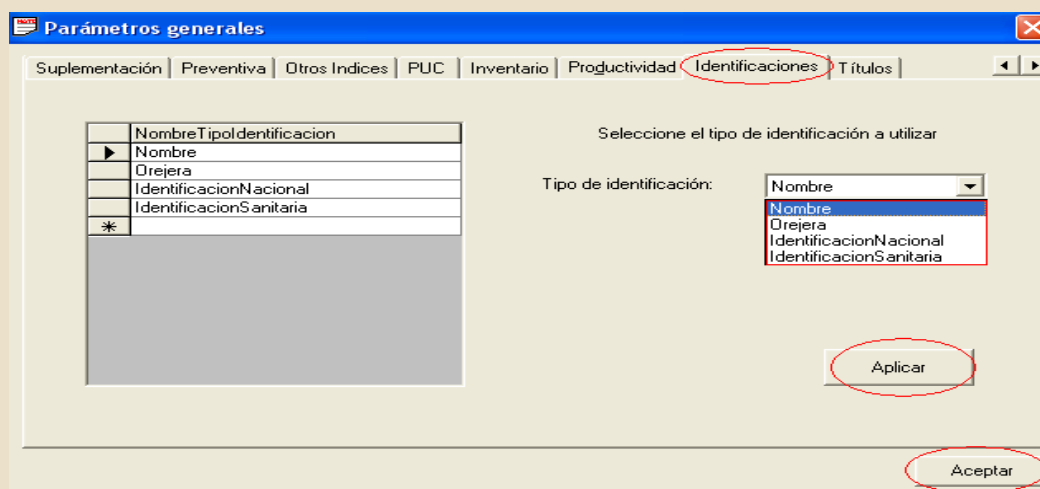 Parámetros generales
Suplementación Preventiva Otros Indices PUC Inventario Productividad Identificaciones Títulos
NombreTipoIdentificacion
Nombre
Orejera
IdentificacionNacional
IdentificacionSanitaria
Seleccione el tipo de identificación a utilizar
Tipo de identificación:
Nombre
Nombre
Orejera
IdentificacionNacional
IdentificacionSanitaria
Aplicar
Aceptar